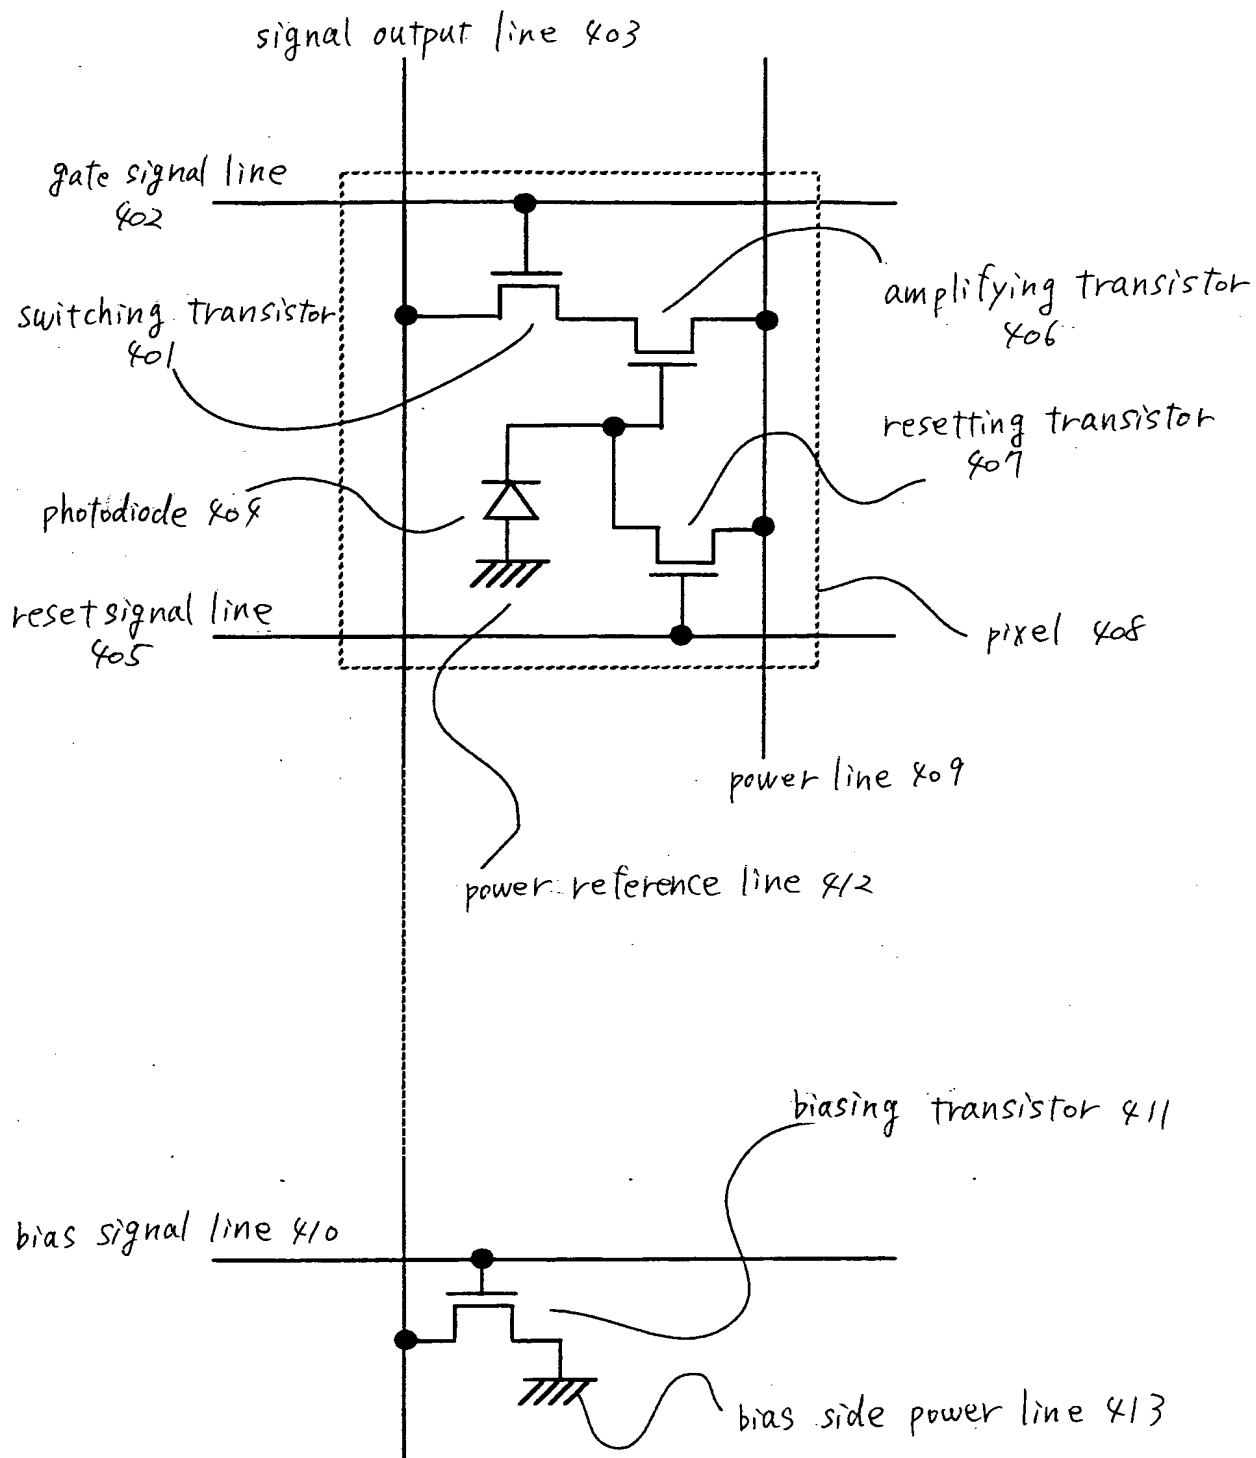 signal output line 403
gate signal line
402
switching transistor
401
amplifying transistor
406
resetting transistor
407
photodiode 404
reset signal line
405
pixel 408
power line 409
power reference line 412
biasing transistor 411
bias signal line 410
bias side power line 413